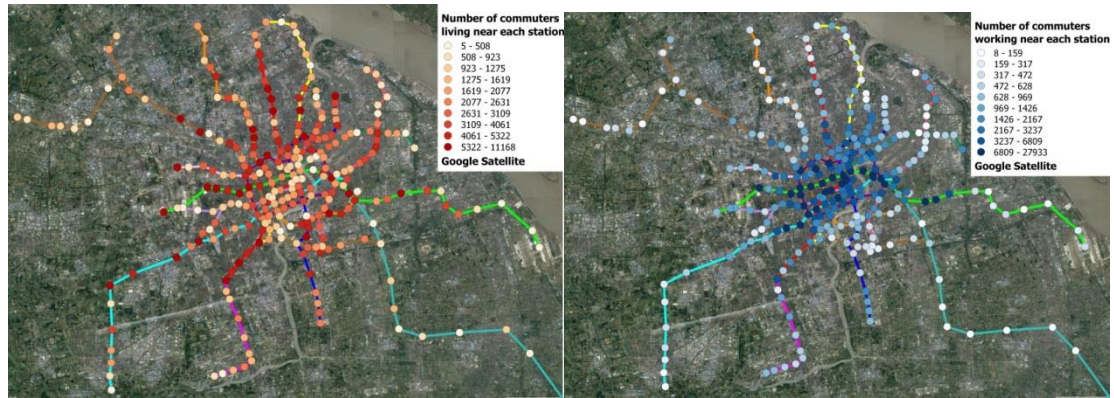 Number of commuters
living near each station
5 - 508
508 - 923
923 - 1275
1275 - 1619
1619 - 2077
2077 - 2631
2631 - 3109
3109 - 4061
4061 - 5322
5322 - 11168
Google Satellite
Number of commuters
working near each station
8 - 159
159 - 317
317 - 472
472 - 628
628 - 969
969 - 1426
1426 - 2167
2167 - 3237
3237 - 6809
6809 - 27933
Google Satellite